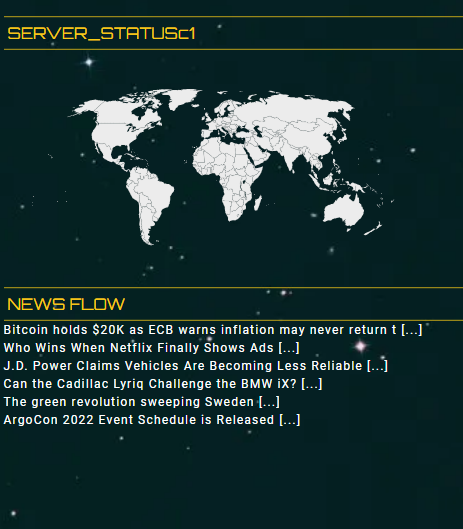 SERVER_STATUSc1
NEWS FLOW
Bitcoin holds $20K as ECB warns inflation may never return t [...]
Who Wins When Netflix Finally Shows Ads [...]
J.D. Power Claims Vehicles Are Becoming Less Reliable [...]
Can the Cadillac Lyriq Challenge the BMW iX? [...]
The green revolution sweeping Sweden [...]
ArgoCon 2022 Event Schedule is Released [...]